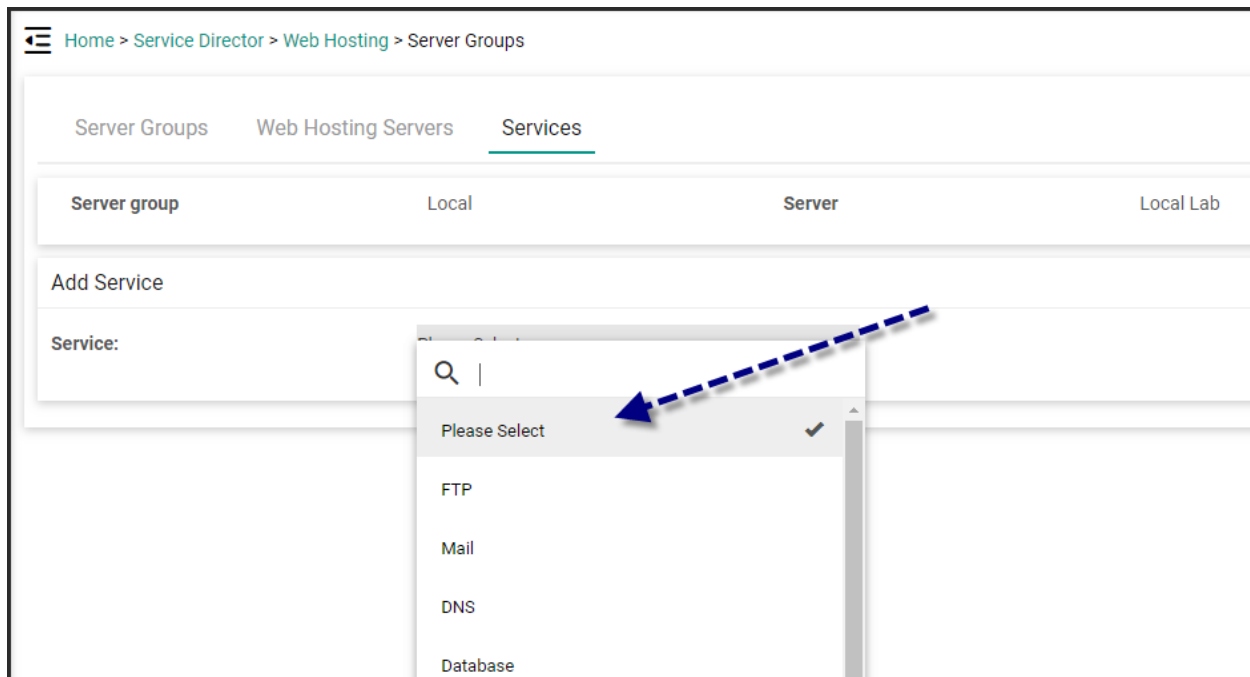 Home > Service Director > Web Hosting > Server Groups
Server Groups Web Hosting Servers Services
Server group Local Server Local Lab
Add Service
Service:
Please Select
FTP
Mail
DNS
Database